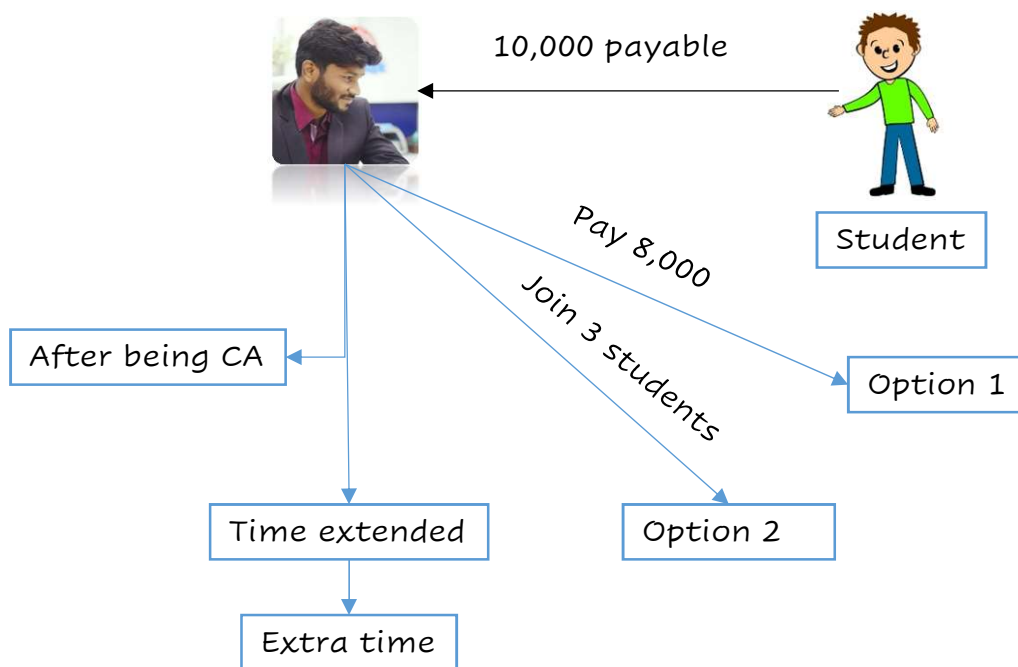 10,000 payable
Student
Pay 8,000
Join 3 students
After being CA
Option 1
Time extended
Option 2
Extra time